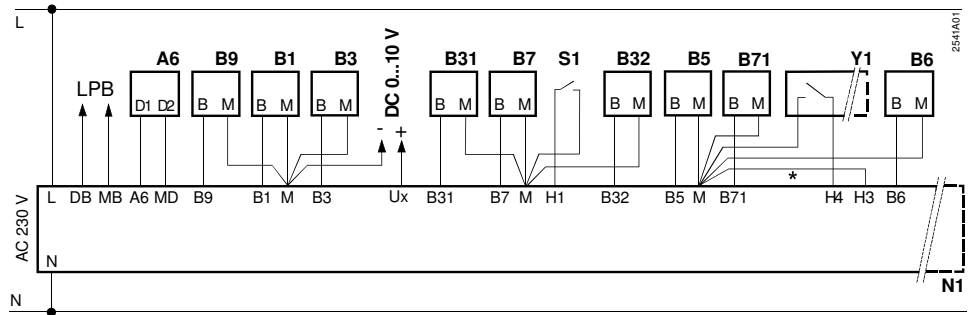 L
2541A01
A6 B9 B1 B3 DC 0...10 V B31 B7 S1 B32 B5 B71 Y1 B6
LPB
D1 D2 B M B M B M - + B M B M B M B M B M B M
L DB MB A6 MD B9 B1 M B3 Ux B31 B7 M H1 B32 B5 M B71 * H4 H3 B6
AC 230 V
N
N1
N